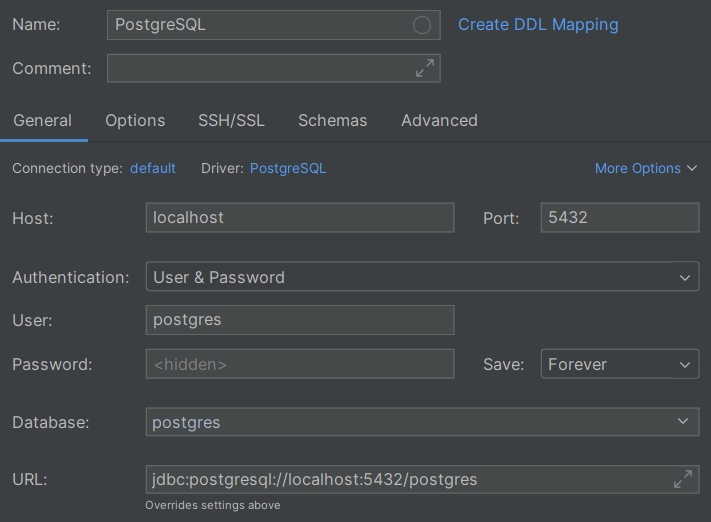 Name: PostgreSQL Create DDL Mapping
Comment:
General Options SSH/SSL Schemas Advanced
Connection type: default Driver: PostgreSQL More Options
Host: localhost Port: 5432
Authentication: User & Password
User: postgres
Password: <hidden> Save: Forever
Database: postgres
URL: jdbc:postgresql://localhost:5432/postgres
Overrides settings above